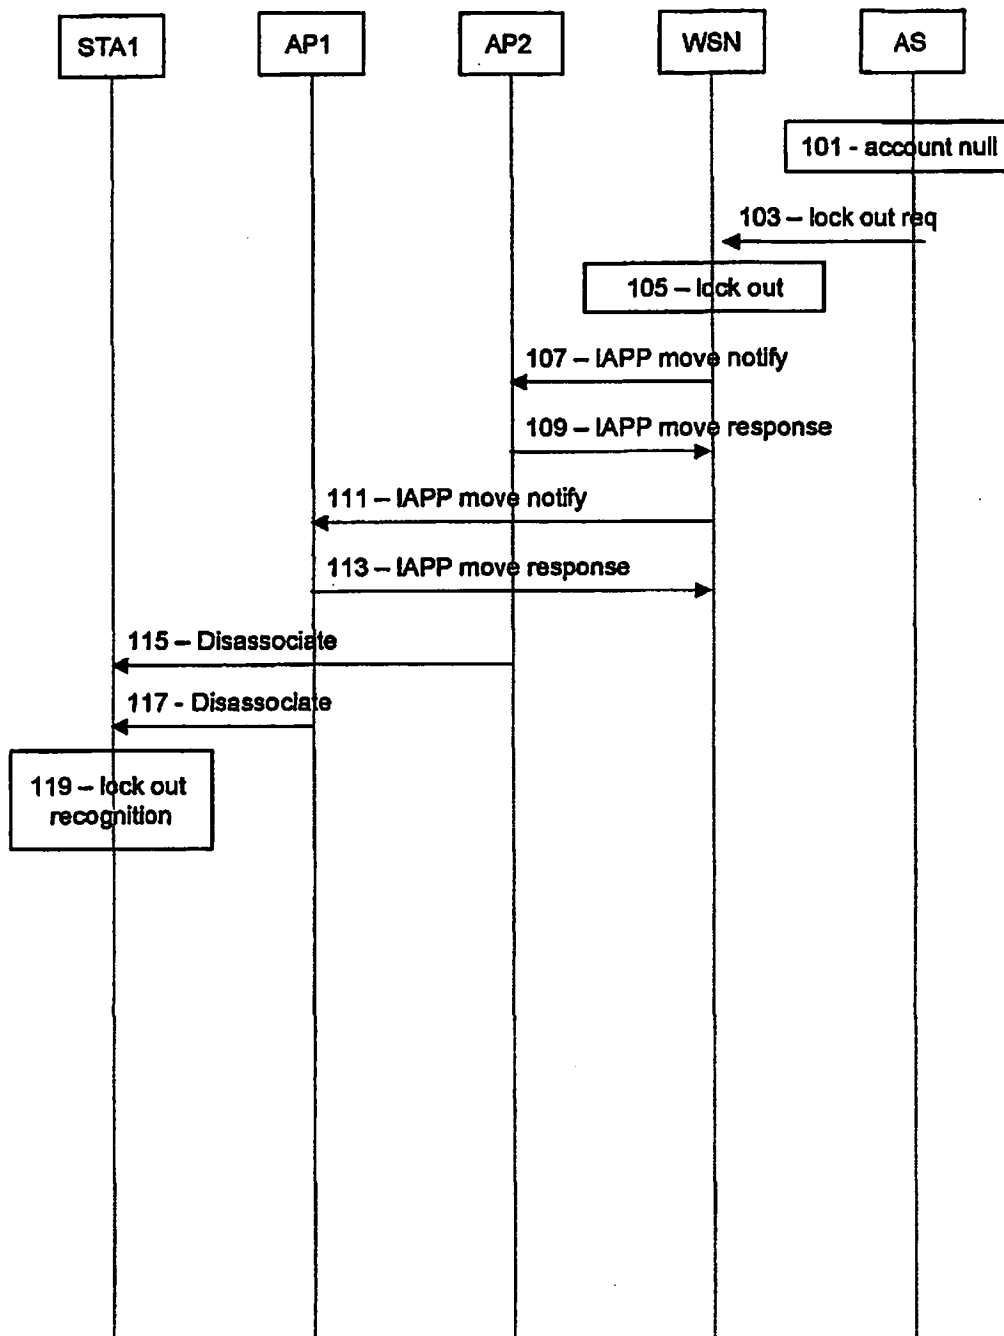 STA1
AP1
AP2
WSN
AS
101 - account null
103 – lock out req
105 – lock out
107 – IAPP move notify
109 – IAPP move response
111 – IAPP move notify
113 – IAPP move response
115 – Disassociate
117 - Disassociate
119 – lock out
recognition